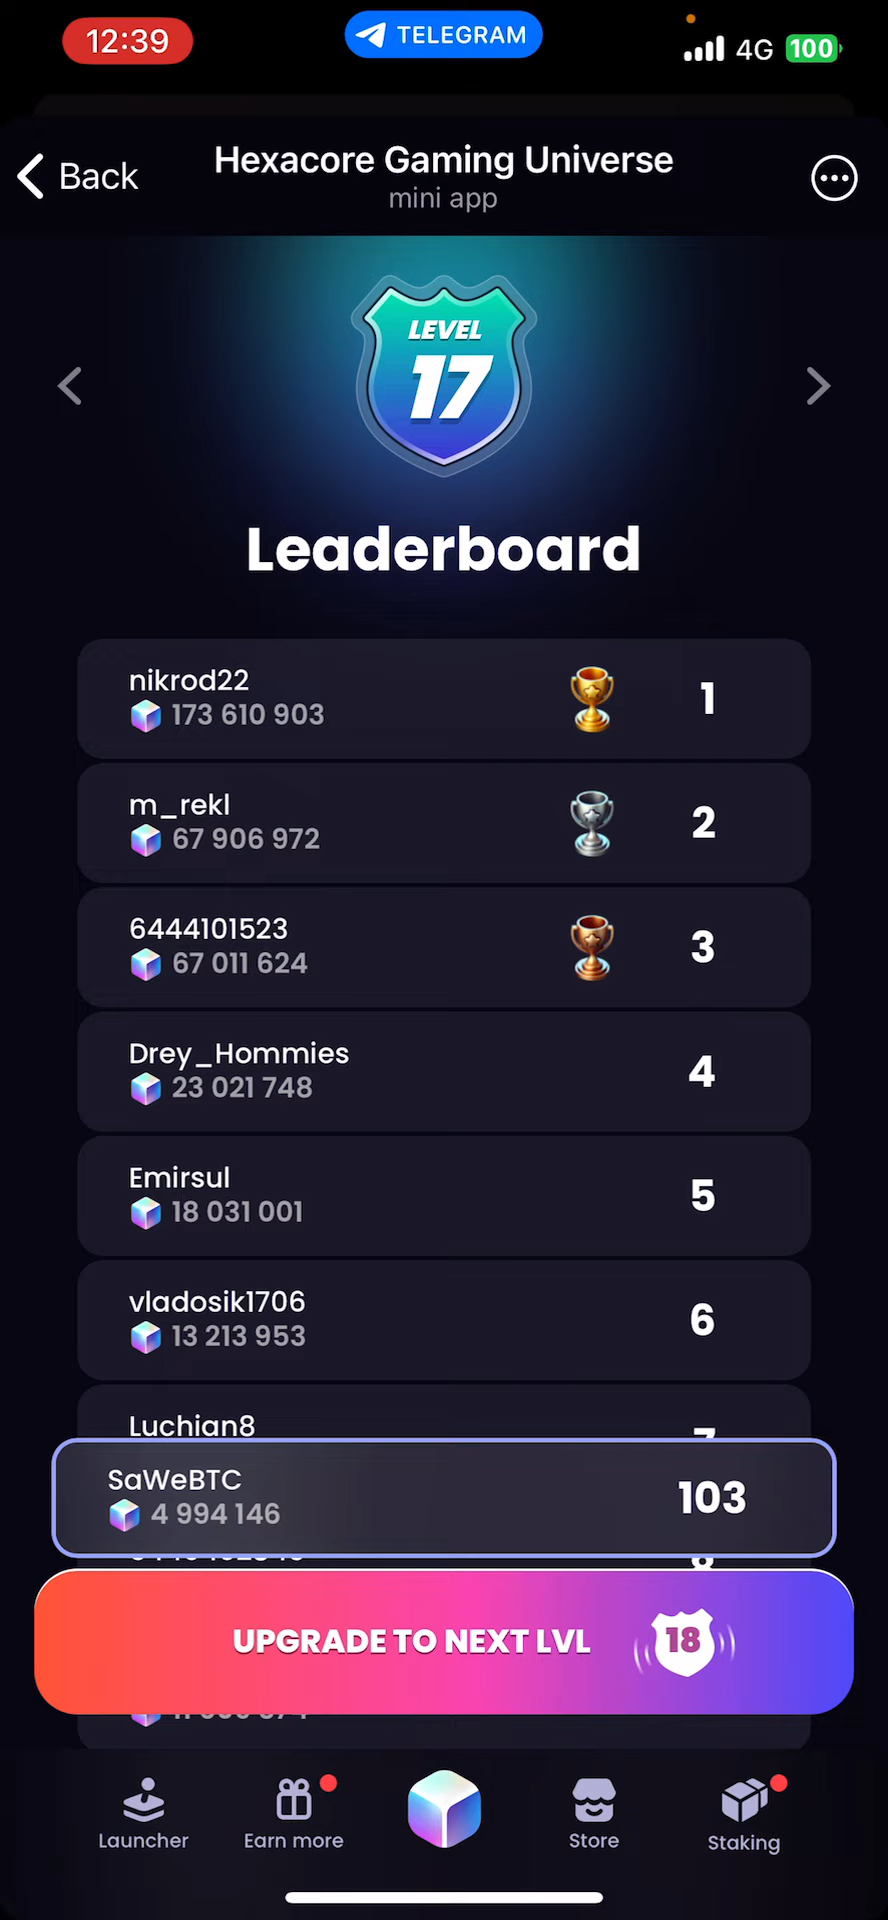 12:39
TELEGRAM
4G
100
Back
Hexacore Gaming Universe
mini app
LEVEL
17
Leaderboard
nikrod22
173 610 903
1
m_rekl
67 906 972
2
6444101523
67 011 624
3
Drey_Hommies
23 021 748
4
Emirsul
18 031 001
5
vladosik1706
13 213 953
6
Luchian8
7
SaWeBTC
4 994 146
103
8
UPGRADE TO NEXT LVL
18
Launcher
Earn more
Store
Staking